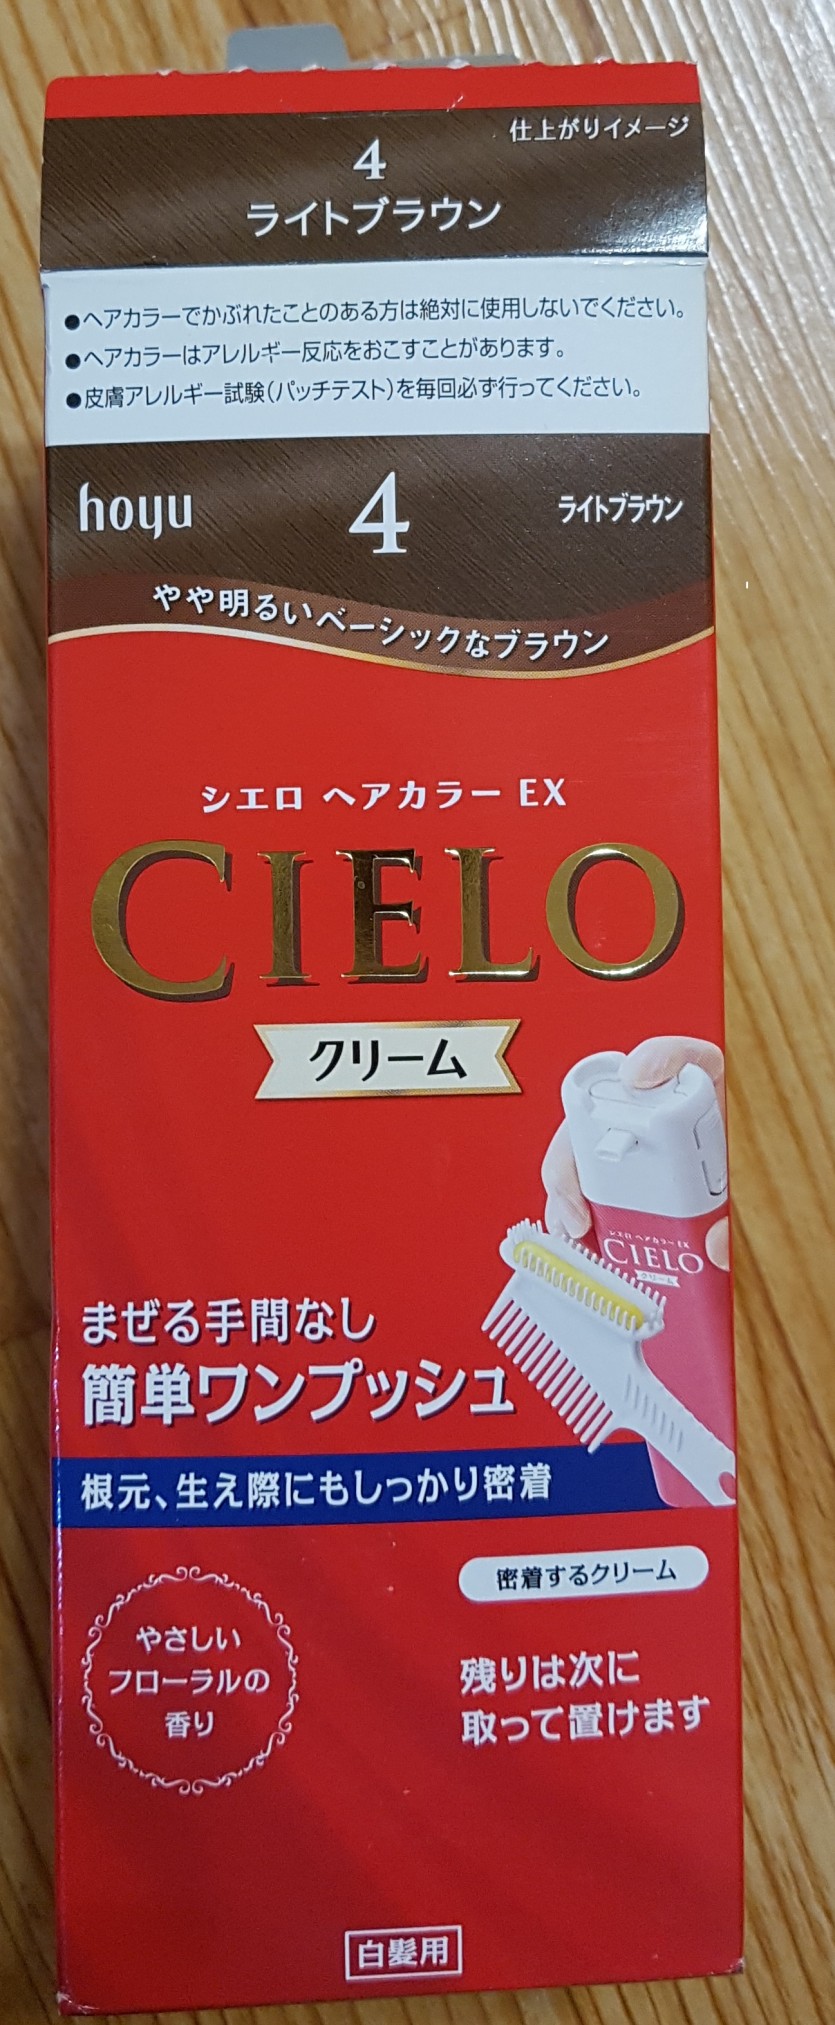 仕上がりイメージ
4
ライトブラウン
●ヘアカラーでかぶれたことのある方は絶対に使用しないでください。
●ヘアカラーはアレルギー反応をおこすことがあります。
●皮膚アレルギー試験(パッチテスト)を毎回必ず行ってください。
hoyu 4 ライトブラウン
やや明るいベーシックなブラウン
シエロ ヘアカラー EX
CIELO
クリーム
シエロ ヘアカラー EX
CIELO
クリーム
まぜる手間なし
簡単ワンプッシュ
根元、生え際にもしっかり密着
密着するクリーム
やさしい
フローラルの
香り
残りは次に
取って置けます
白髪用